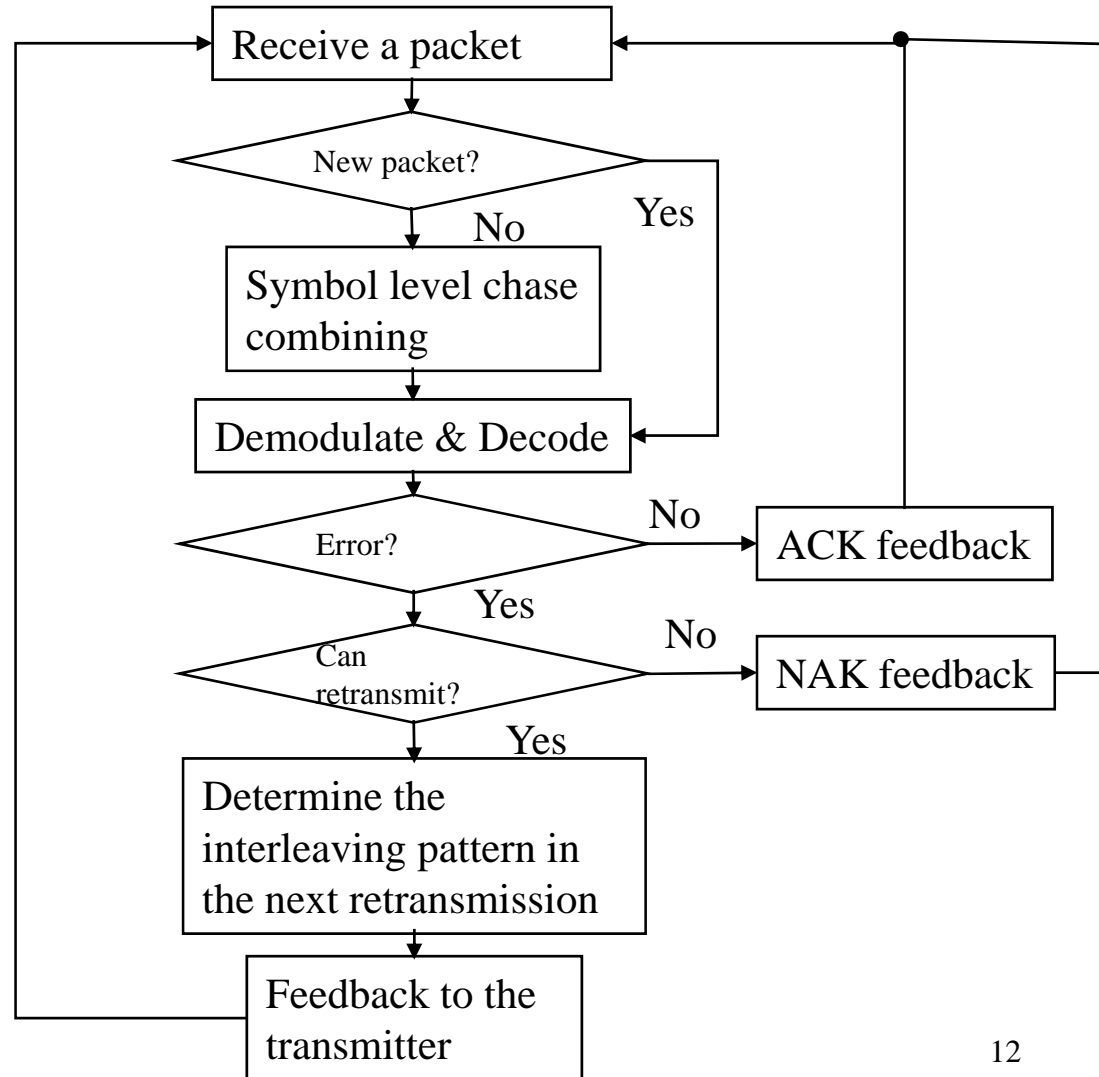 Receive a packet
New packet?
Yes
No
Symbol level chase
combining
Demodulate & Decode
No
Error?
ACK feedback
Yes
No
Can
retransmit?
NAK feedback
Yes
Determine the
interleaving pattern in
the next retransmission
Feedback to the
transmitter
12